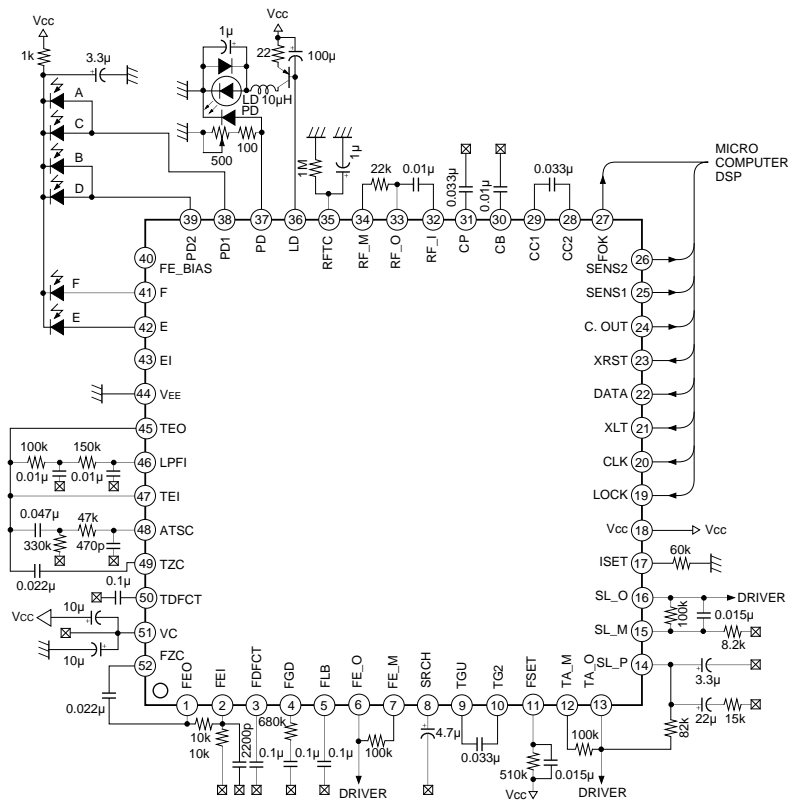 Vcc
1k
3.3µ
A
C
B
D
F
E
1µ
Vcc
22
100µ
LD
10µH
PD
500
100
1M
1µ
22k
0.01µ
0.033µ
0.01µ
0.033µ
MICRO
COMPUTER
DSP
39
38
37
36
35
34
33
32
31
30
29
28
27
PD2
PD1
PD
LD
RFTC
RF_M
RF_O
RF_I
CP
CB
CC1
CC2
FOK
40
FE_BIAS
41
F
42
E
43
EI
44
VEE
45
TEO
46
LPFI
47
TEI
48
ATSC
49
TZC
50
TDFCT
51
VC
52
FZC
100k
150k
0.01µ
0.01µ
0.047µ
47k
330k
470p
0.022µ
0.1µ
Vcc
10µ
10µ
SENS2
26
SENS1
25
C. OUT
24
XRST
23
DATA
22
XLT
21
CLK
20
LOCK
19
Vcc
18
Vcc
ISET
17
60k
SL_O
16
DRIVER
100k
0.015µ
SL_M
15
8.2k
SL_P
14
3.3µ
22µ
15k
82k
FEO
FEI
FDFCT
FGD
FLB
FE_O
FE_M
SRCH
TGU
TG2
FSET
TA_M
TA_O
1
2
3
4
5
6
7
8
9
10
11
12
13
0.022µ
10k
10k
2200p
680k
0.1µ
0.1µ
0.1µ
100k
DRIVER
4.7µ
0.033µ
510k
0.015µ
Vcc
100k
DRIVER